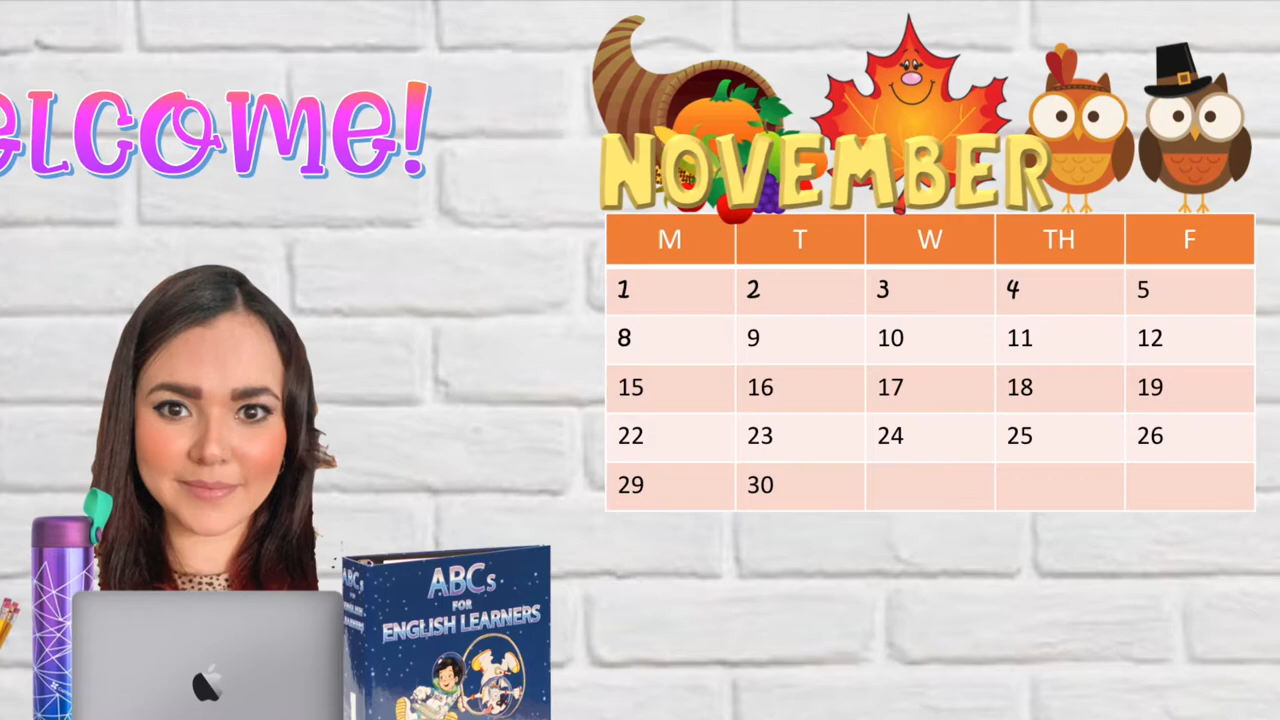 ELCOME!
NOVEMBER
M T W TH F
1 2 3 4 5
8 9 10 11 12
15 16 17 18 19
22 23 24 25 26
29 30
ABCs
FOR
ENGLISH LEARNERS
ABCs